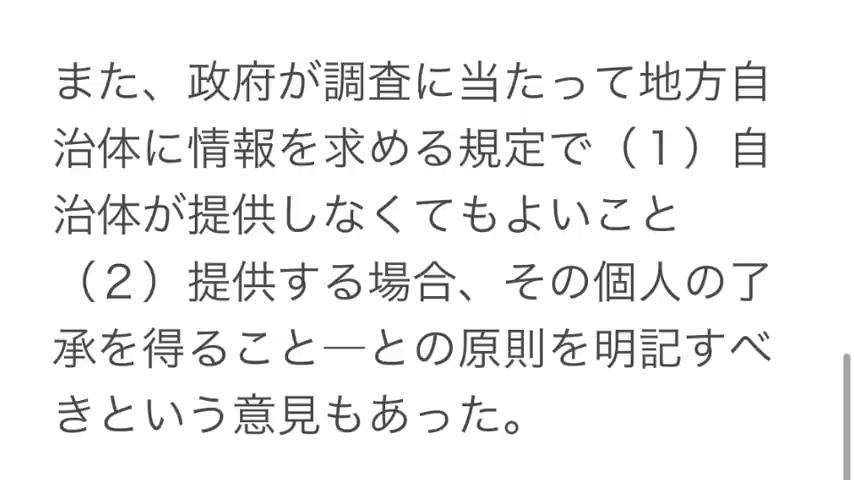 また、政府が調査に当たって地方自
治体に情報を求める規定で（１）自
治体が提供しなくてもよいこと
（２）提供する場合、その個人の了
承を得ること─との原則を明記すべ
きという意見もあった。